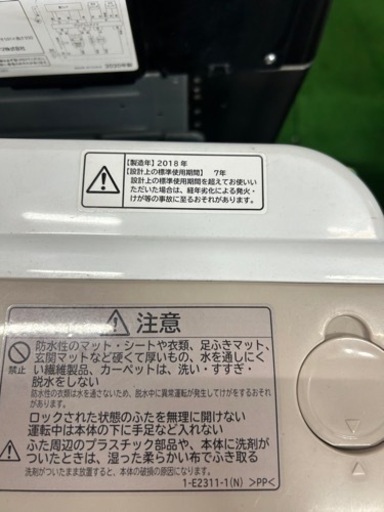 2020年製
【製造年】2018年
【設計上の標準使用期間】 7年
設計上の標準使用期間を超えてお使い
いただいた場合は、経年劣化による発火・
けが等の事故に至るおそれがあります。
注意
防水性のマット・シートや衣類、足ふきマット、
玄関マットなど硬くて厚いもの、水を通しにく
い繊維製品、カーペットは、洗い・すすぎ・
脱水をしない
禁止
防水性の衣類は水を通さないため、脱水中に異常運転が発生してけがをするおそれ
があります。
ロックされた状態のふたを無理に開けない
運転中は本体の下に手足など入れない
ふた周辺のプラスチック部品や、本体に洗剤が
ついたときは、湿った柔らかい布でふき取る
洗剤がついたまま放置すると、本体の破損の原因になります。
1-E2311-1(N) >PP<